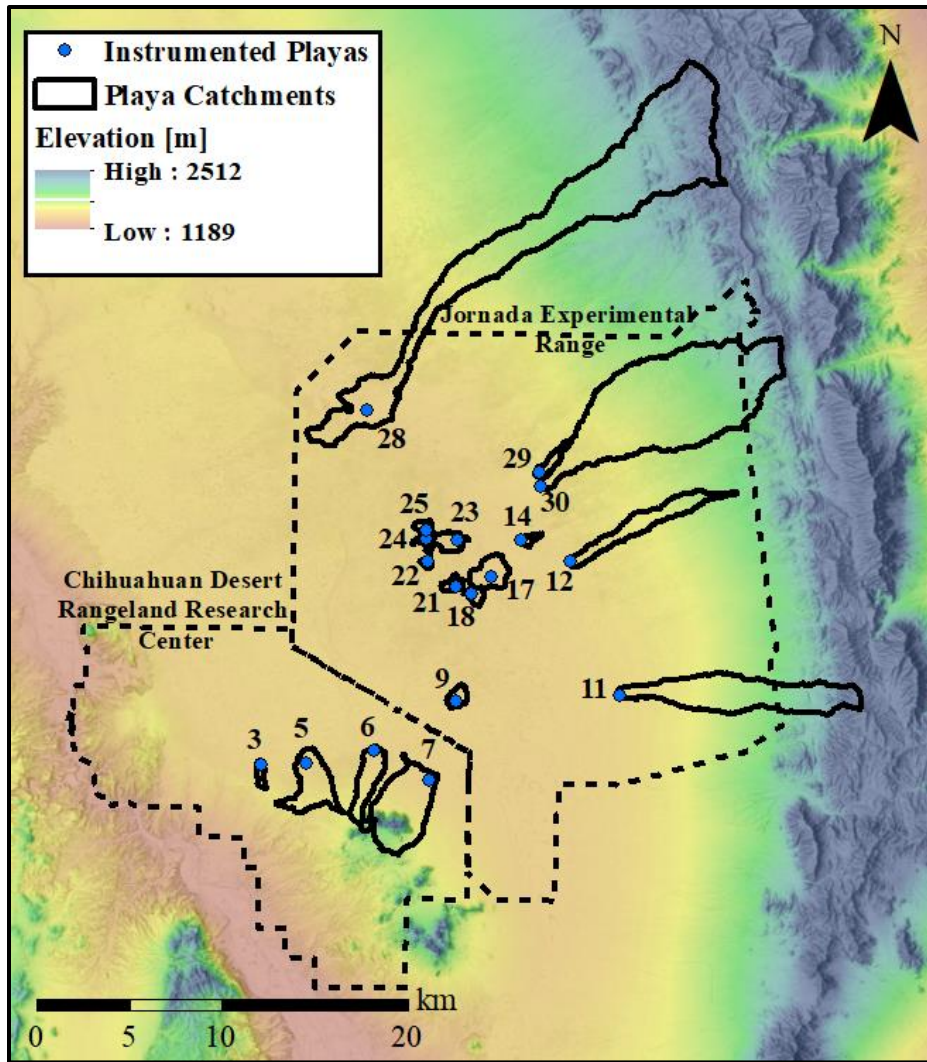 Instrumented Playas
Playa Catchments
Elevation [m]
High : 2512
Low : 1189
N
Jornada Experimental
Range
28
29
30
25
23
14
24
12
22
17
21
18
Chihuahuan Desert
Rangeland Research
Center
9
11
3
5
6
7
km
0
5
10
20